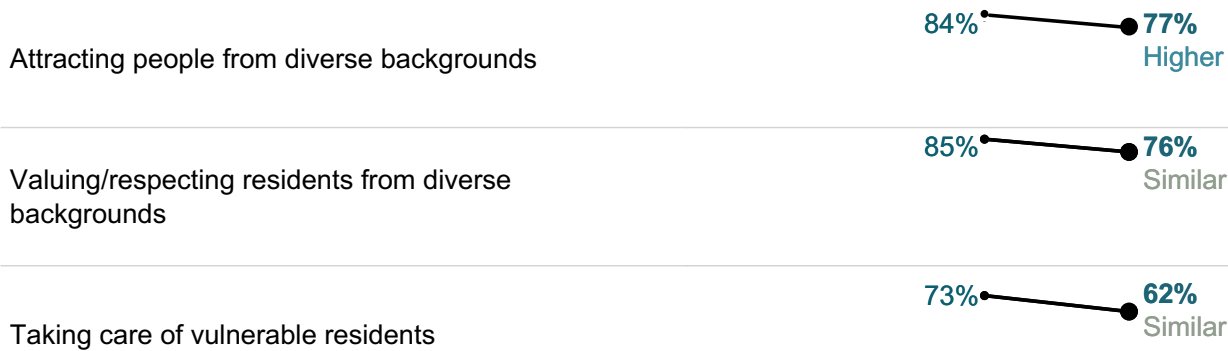 84% 77%
Attracting people from diverse backgrounds Higher
85% 76%
Valuing/respecting residents from diverse Similar
backgrounds
73% 62%
Taking care of vulnerable residents Similar